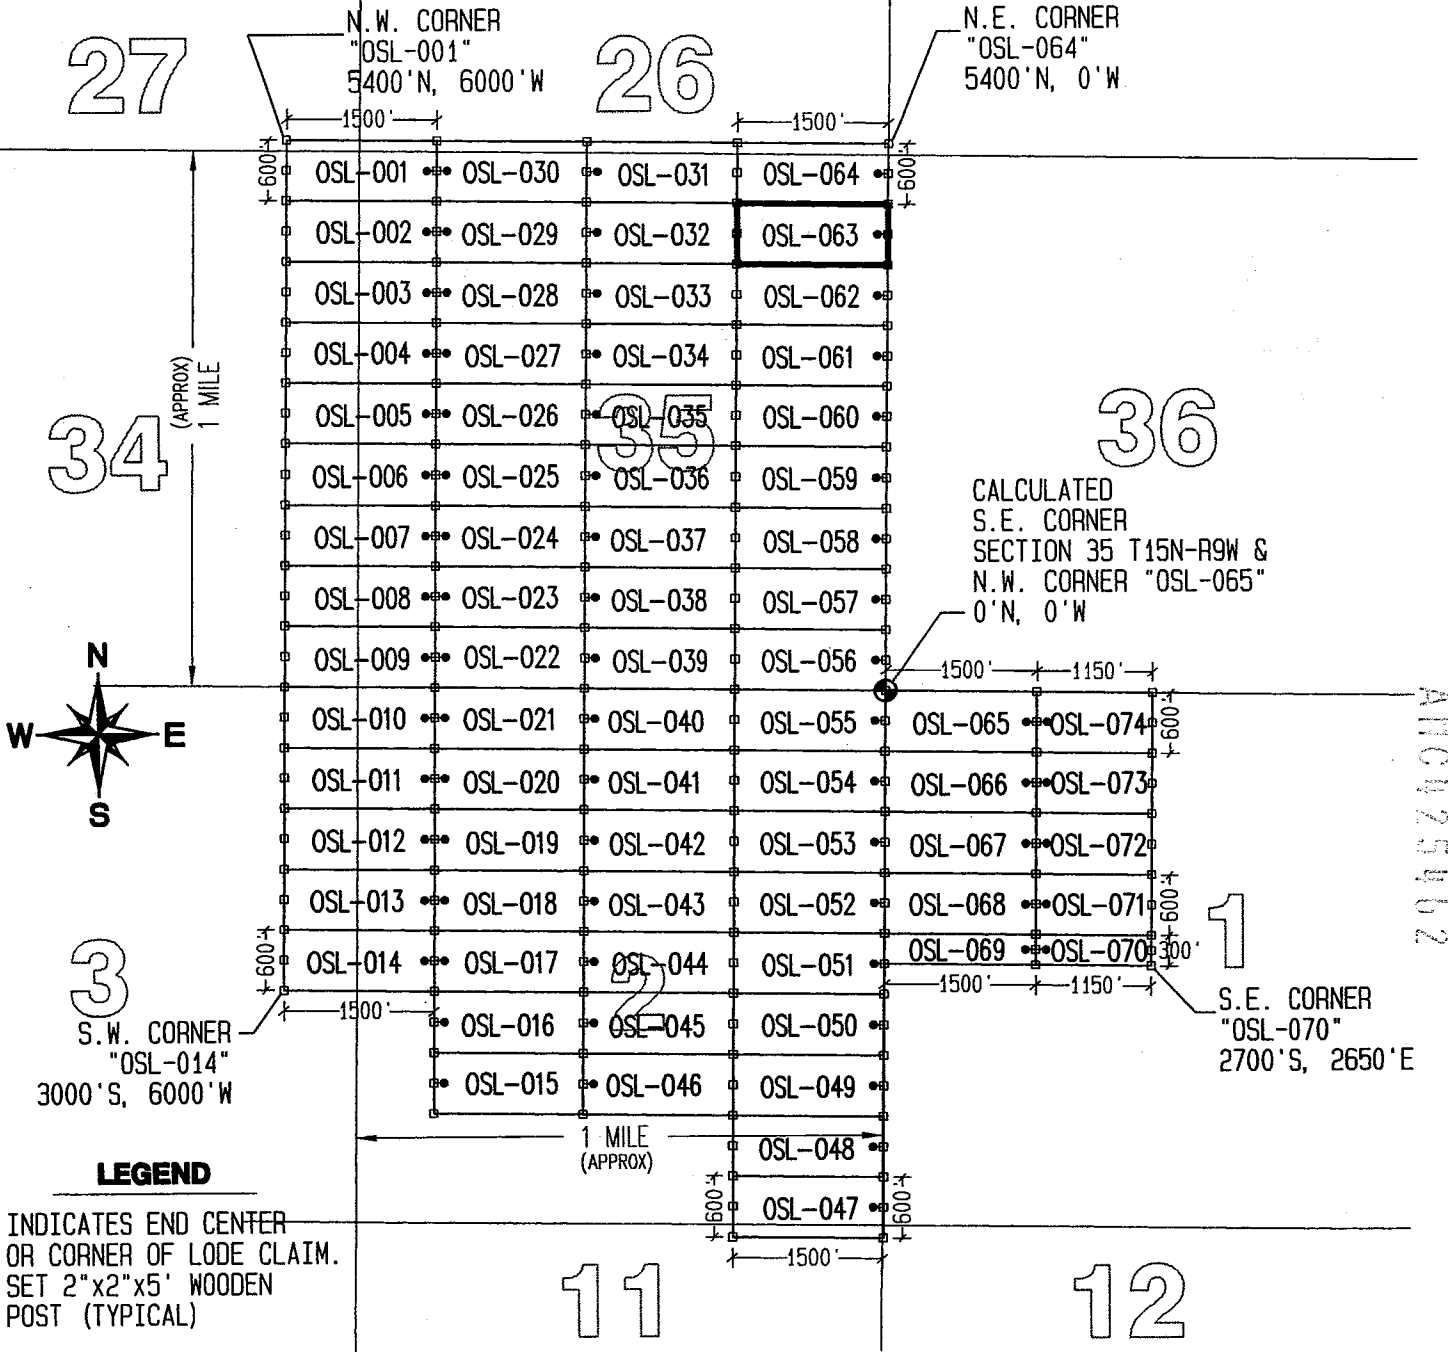 27
N.W. CORNER
"OSL-001"
5400'N, 6000'W
26
N.E. CORNER
"OSL-064"
5400'N, 0'W
1500'
1500'
600'
600'
OSL-001 OSL-030 OSL-031 OSL-064
OSL-002 OSL-029 OSL-032 OSL-063
OSL-003 OSL-028 OSL-033 OSL-062
OSL-004 OSL-027 OSL-034 OSL-061
OSL-005 OSL-026 OSL-035 OSL-060
OSL-006 OSL-025 OSL-036 OSL-059
OSL-007 OSL-024 OSL-037 OSL-058
OSL-008 OSL-023 OSL-038 OSL-057
OSL-009 OSL-022 OSL-039 OSL-056
(APPROX)
1 MILE
34
35
36
CALCULATED
S.E. CORNER
SECTION 35 T15N-R9W &
N.W. CORNER "OSL-065"
0'N, 0'W
1500' 1150'
N
W E
S
OSL-010 OSL-021 OSL-040 OSL-055 OSL-065 OSL-074
OSL-011 OSL-020 OSL-041 OSL-054 OSL-066 OSL-073
OSL-012 OSL-019 OSL-042 OSL-053 OSL-067 OSL-072
OSL-013 OSL-018 OSL-043 OSL-052 OSL-068 OSL-071
OSL-014 OSL-017 OSL-044 OSL-051 OSL-069 OSL-070
OSL-016 OSL-045 OSL-050
OSL-015 OSL-046 OSL-049
OSL-048
OSL-047
600'
600'
300'
600'
1500' 1150'
1500'
3
2
1
S.W. CORNER
"OSL-014"
3000'S, 6000'W
S.E. CORNER
"OSL-070"
2700'S, 2650'E
1 MILE
(APPROX)
600'
600'
1500'
11
12
LEGEND
INDICATES END CENTER
OR CORNER OF LODE CLAIM.
SET 2"x2"x5' WOODEN
POST (TYPICAL)